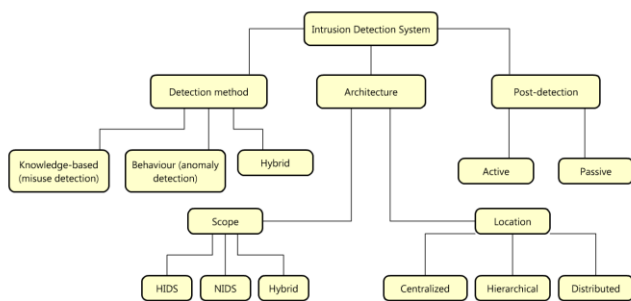 Intrusion Detection System
Detection method
Architecture
Post-detection
Knowledge-based
(misuse detection)
Behaviour (anomaly
detection)
Hybrid
Active
Passive
Scope
Location
HIDS
NIDS
Hybrid
Centralized
Hierarchical
Distributed